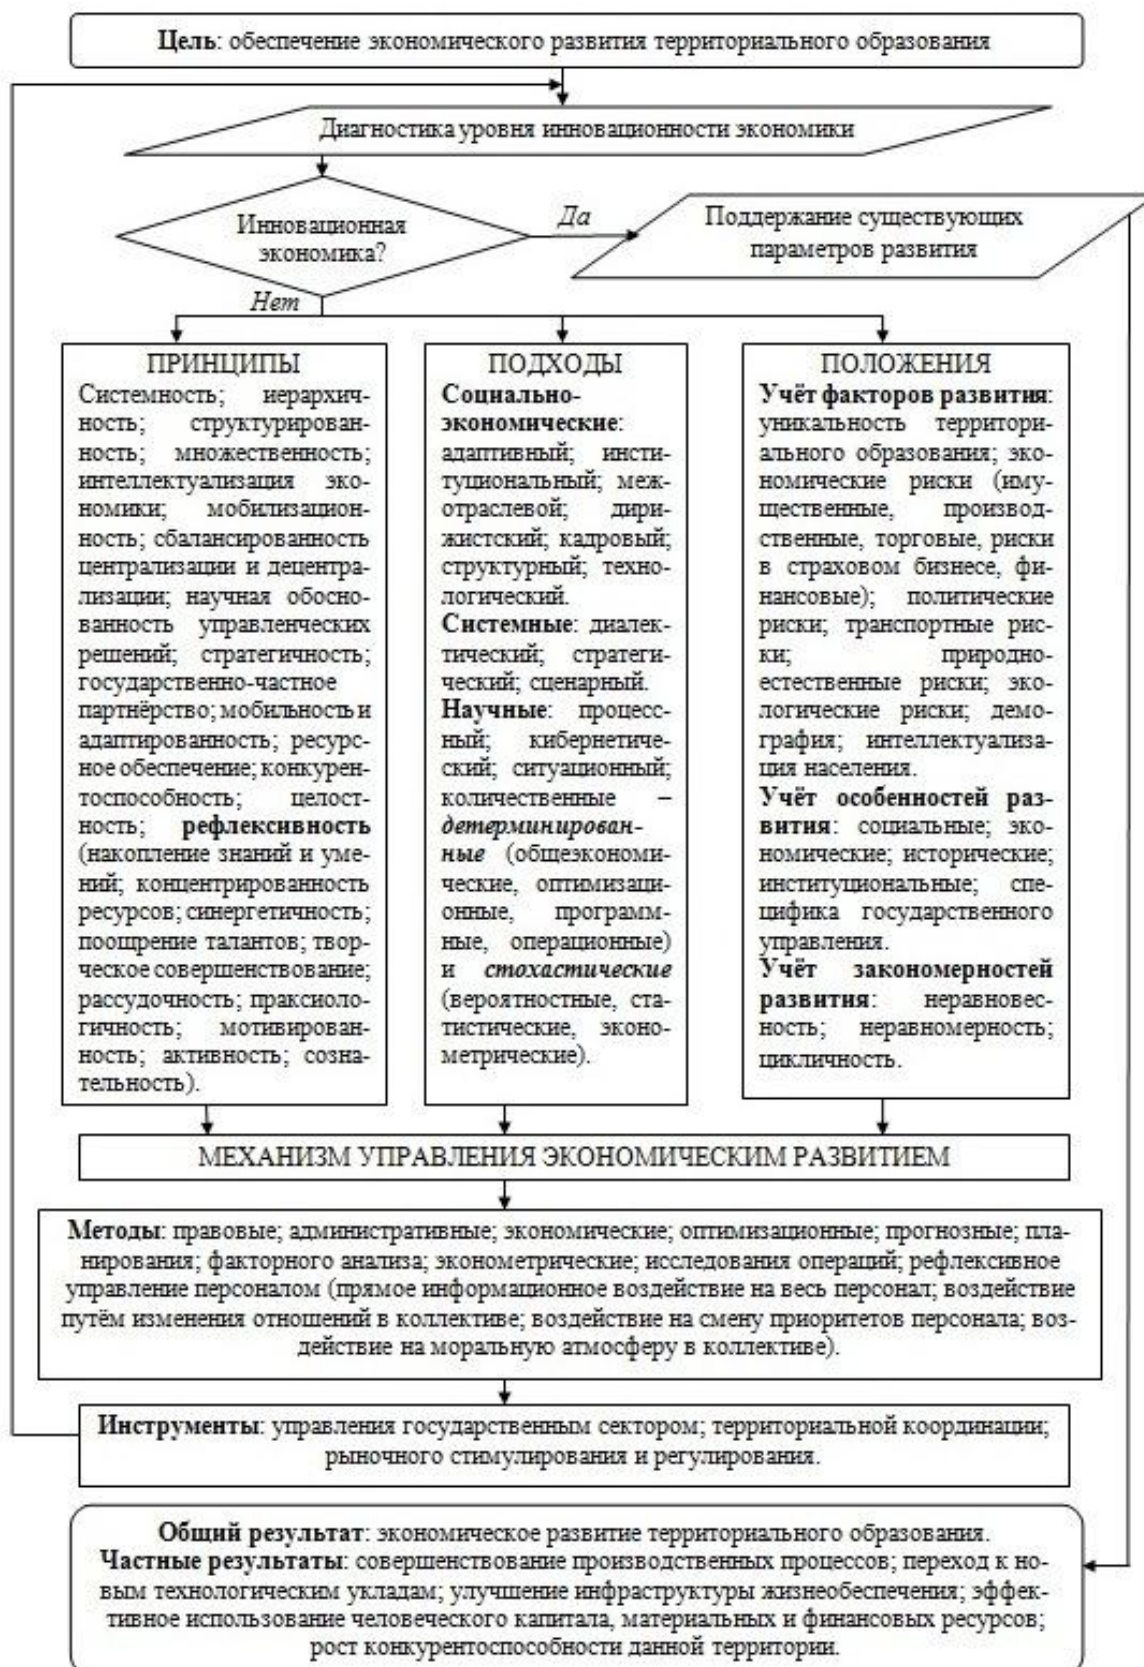 Цель: обеспечение экономического развития территориального образования
Диагностика уровня инновационности экономики
Инновационная
экономика?
Да
Поддержание существующих
параметров развития
Нет
ПРИНЦИПЫ
Системность; иерархич-
ность; структурирован-
ность; множественность;
интеллектуализация эко-
номики; мобилизацион-
ность; сбалансированность
централизации и децентра-
лизации; научная обосно-
ванность управленческих
решений; стратегичность;
государственно-частное
партнёрство; мобильность и
адаптированность; ресурс-
ное обеспечение; конкурен-
тоспособность; целост-
ность; рефлексивность
(накопление знаний и уме-
ний; концентрированность
ресурсов; синергетичность;
поощрение талантов; твор-
ческое совершенствование;
рассудочность; праксиоло-
гичность; мотивирован-
ность; активность; созна-
тельность).
ПОДХОДЫ
Социально-
экономические:
адаптивный; инсти-
туциональный; меж-
отраслевой; дири-
жистский; кадровый;
структурный; техно-
логический.
Системные: диалек-
тический; стратеги-
ческий; сценарный.
Научные: процесс-
ный; кибернетиче-
ский; ситуационный;
количественные –
детерминирован-
ные (общеэкономи-
ческие, оптимизаци-
онные, программ-
ные, операционные)
и стохастические
(вероятностные, ста-
тистические, эконо-
метрические).
ПОЛОЖЕНИЯ
Учёт факторов развития:
уникальность территори-
ального образования; эко-
номические риски (иму-
щественные, производ-
ственные, торговые, риски
в страховом бизнесе, фи-
нансовые); политические
риски; транспортные рис-
ки; природно-
естественные риски; эко-
логические риски; демо-
графия; интеллектуализа-
ция населения.
Учёт особенностей раз-
вития: социальные; эко-
номические; исторические;
институциональные; спе-
цифика государственного
управления.
Учёт закономерностей
развития: неравновес-
ность; неравномерность;
цикличность.
МЕХАНИЗМ УПРАВЛЕНИЯ ЭКОНОМИЧЕСКИМ РАЗВИТИЕМ
Методы: правовые; административные; экономические; оптимизационные; прогнозные; пла-
нирования; факторного анализа; эконометрические; исследования операций; рефлексивное
управление персоналом (прямое информационное воздействие на весь персонал; воздействие
путём изменения отношений в коллективе; воздействие на смену приоритетов персонала; воз-
действие на моральную атмосферу в коллективе).
Инструменты: управления государственным сектором; территориальной координации;
рыночного стимулирования и регулирования.
Общий результат: экономическое развитие территориального образования.
Частные результаты: совершенствование производственных процессов; переход к но-
вым технологическим укладам; улучшение инфраструктуры жизнеобеспечения; эффек-
тивное использование человеческого капитала, материальных и финансовых ресурсов;
рост конкурентоспособности данной территории.